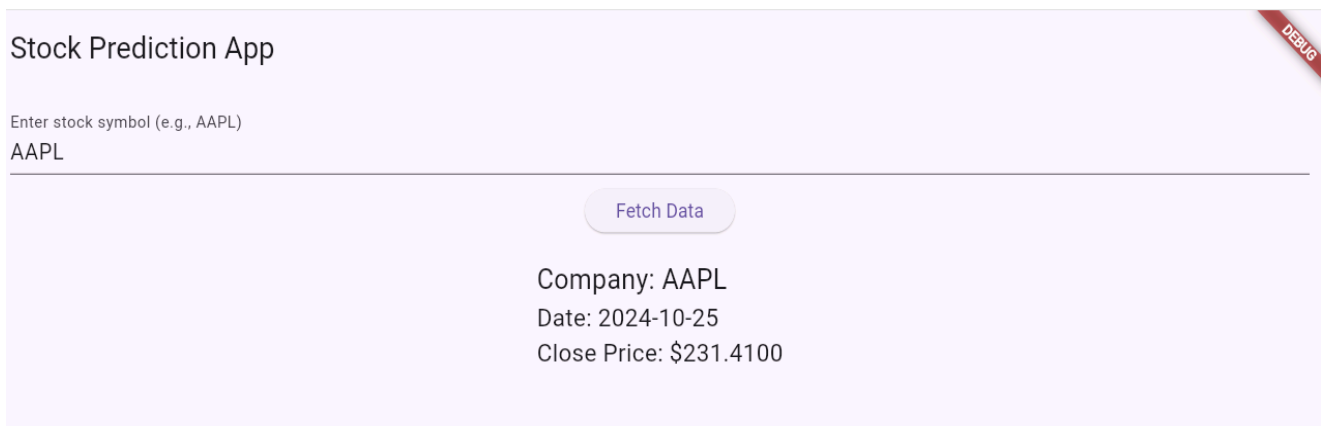 DEBUG
Stock Prediction App
Enter stock symbol (e.g., AAPL)
AAPL
Fetch Data
Company: AAPL
Date: 2024-10-25
Close Price: $231.4100